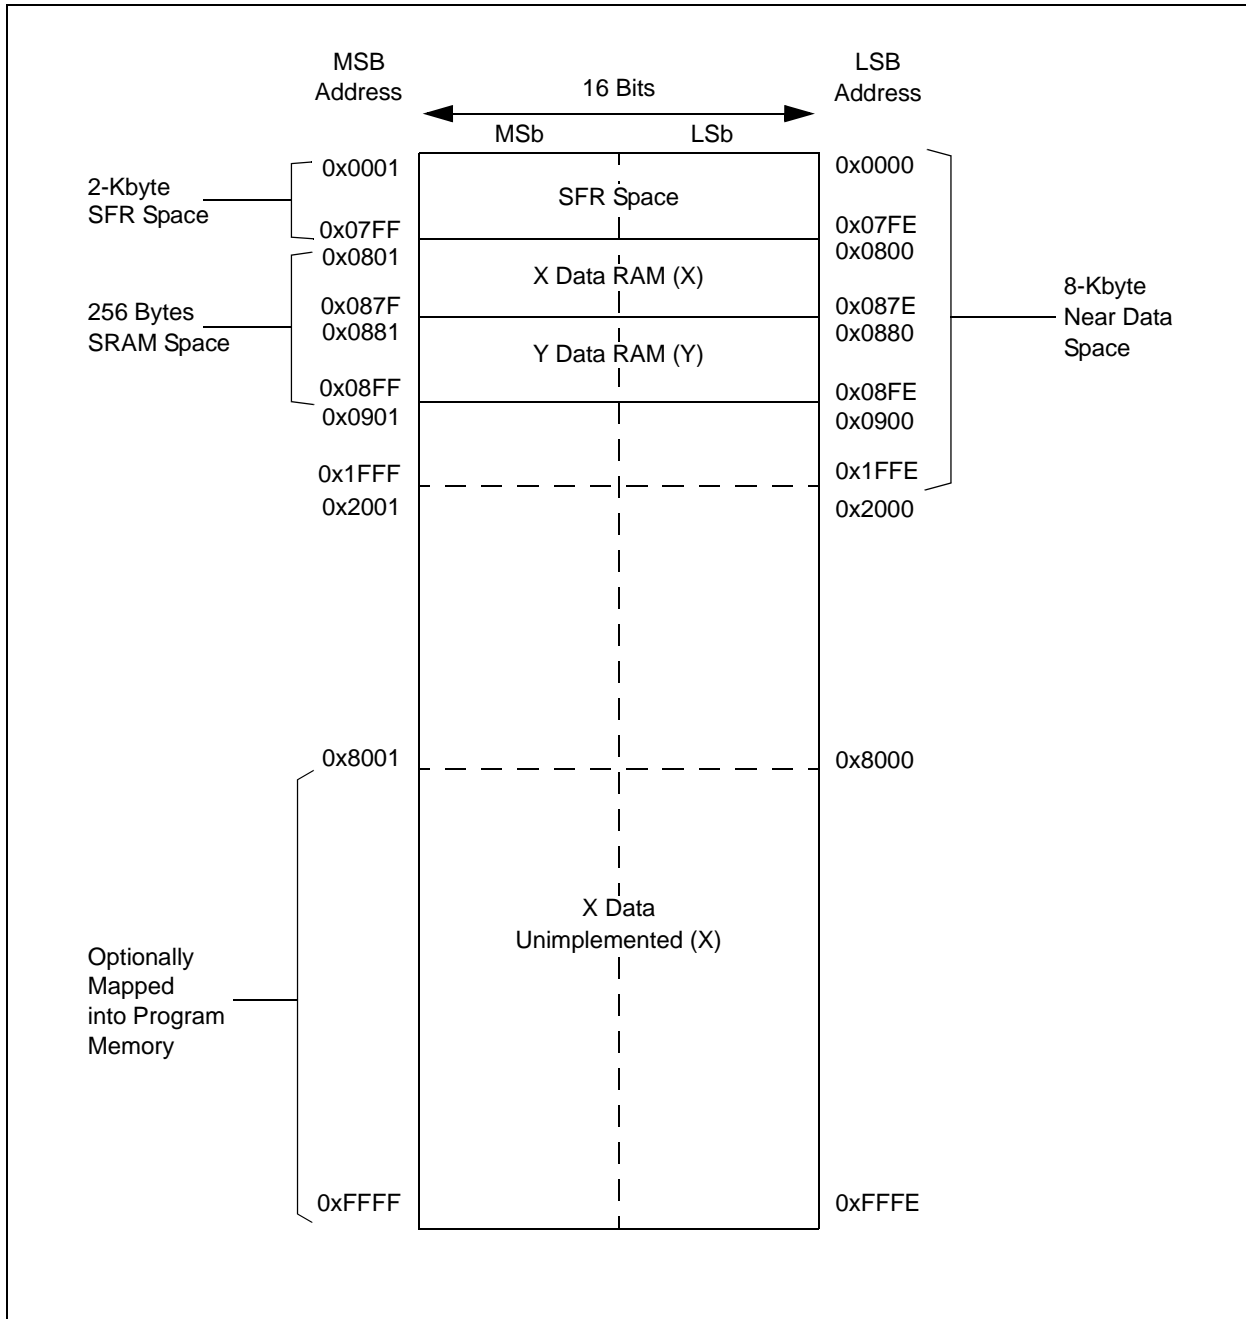 MSB
Address
16 Bits
LSB
Address
MSb
LSb
0x0001
0x0000
2-Kbyte
SFR Space
SFR Space
0x07FF
0x07FE
0x0801
0x0800
X Data RAM (X)
256 Bytes
SRAM Space
0x087F
0x087E
0x0881
0x0880
8-Kbyte
Near Data
Space
Y Data RAM (Y)
0x08FF
0x08FE
0x0901
0x0900
0x1FFF
0x1FFE
0x2001
0x2000
0x8001
0x8000
X Data
Unimplemented (X)
Optionally
Mapped
into Program
Memory
0xFFFF
0xFFFE